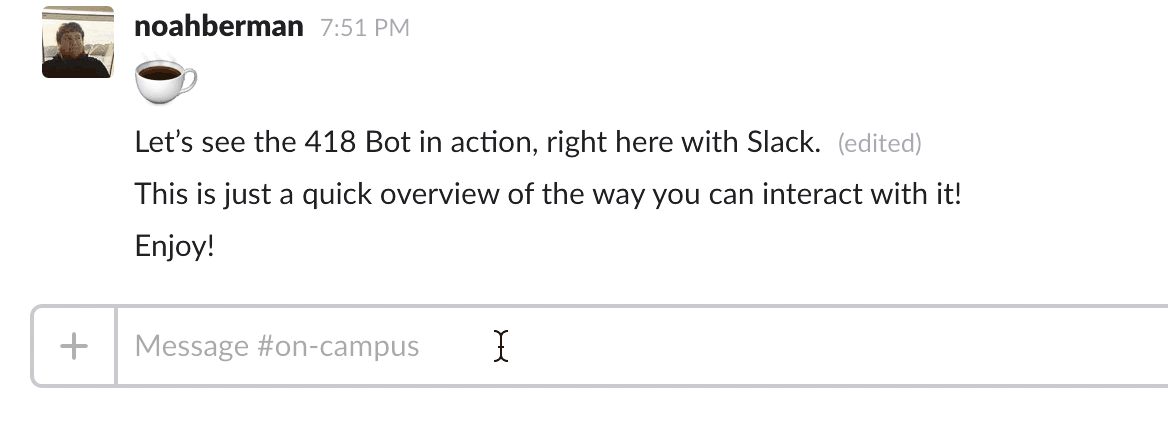 noahberman 7:51 PM
Let’s see the 418 Bot in action, right here with Slack. (edited)
This is just a quick overview of the way you can interact with it!
Enjoy!
Message #on-campus